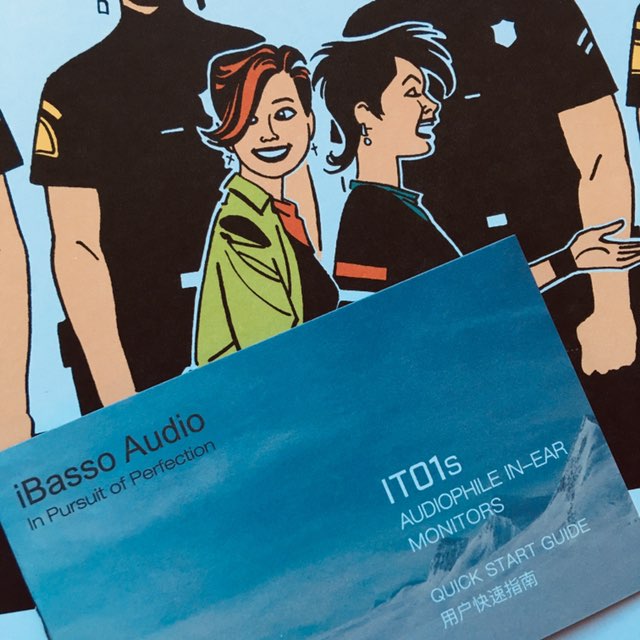 iBasso Audio
In Pursuit of Perfection
IT01s
AUDIOPHILE IN-EAR
MONITORS
QUICK START GUIDE
用户快速指南